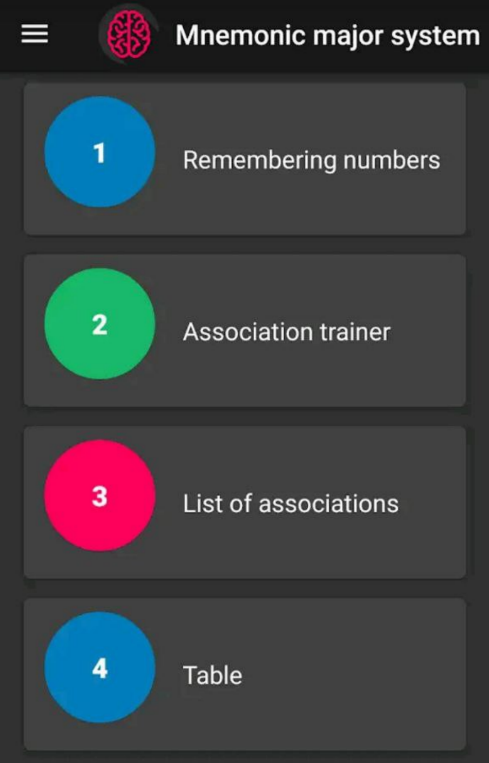 Mnemonic major system
1
Remembering numbers
2
Association trainer
3
List of associations
4
Table